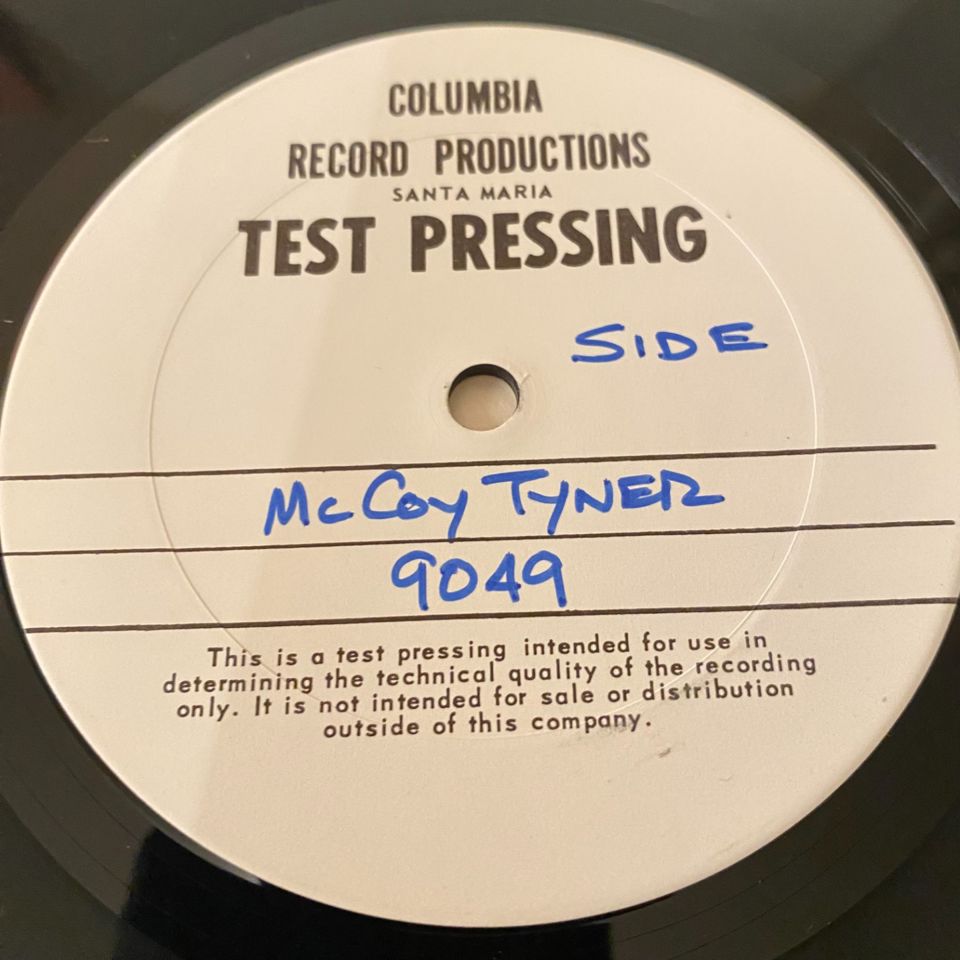 COLUMBIA
RECORD PRODUCTIONS
SANTA MARIA
TEST PRESSING
SIDE
McCoy TYNER
9049
This is a test pressing intended for use in
determining the technical quality of the recording
only. It is not intended for sale or distribution
outside of this company.